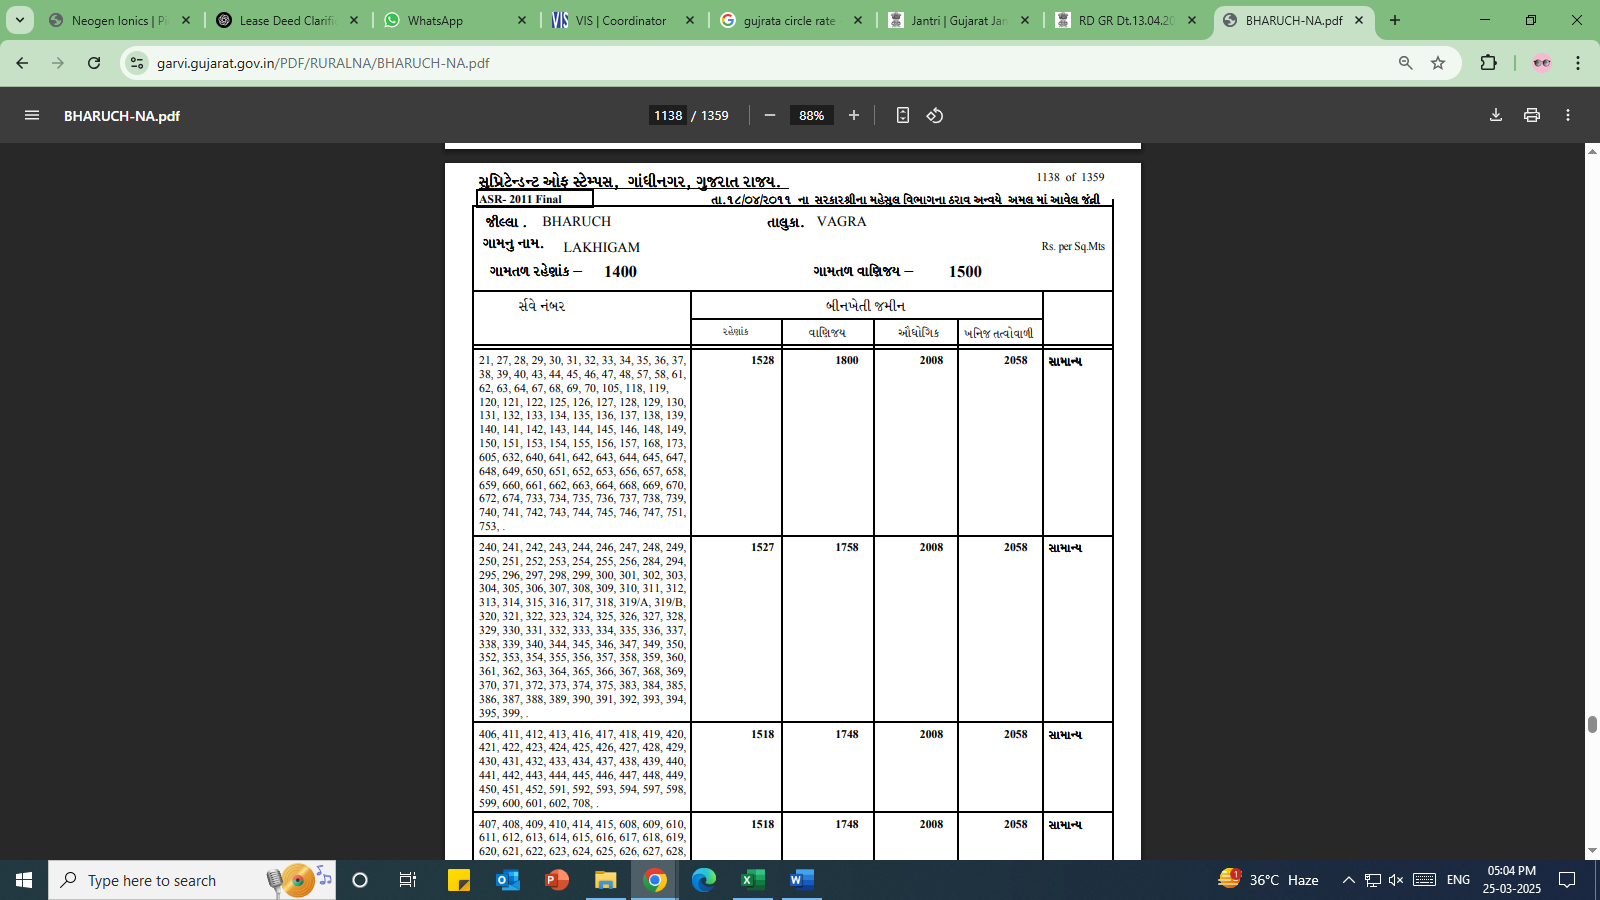 Neogen Ionics | Pi
Lease Deed Clarific
WhatsApp
VIS | Coordinator
gujrata circle rate
Jantri | Gujarat Jan
RD GR Dt.13.04.20
BHARUCH-NA.pdf
garvi.gujarat.gov.in/PDF/RURALNA/BHARUCH-NA.pdf
BHARUCH-NA.pdf
1138 / 1359
88%
સુપ્રિટેન્ડન્ટ ઓફ સ્ટેમ્પસ, ગાંધીનગર, ગુજરાત રાજય.
1138 of 1359
ASR- 2011 Final
તા.૧૮/૦૪/૨૦૧૧ ના સરકારશ્રીના મહેસુલ વિભાગના ઠરાવ અન્વયે અમલ માં આવેલ જંત્રી
જીલ્લા . BHARUCH
તાલુકા. VAGRA
ગામનુ નામ. LAKHIGAM
Rs. per Sq.Mts
ગામતળ રહેણાંક – 1400
ગામતળ વાણિજય – 1500
સર્વે નંબર
બીનખેતી જમીન
રહેણાંક
વાણિજય
ઔધોગિક
ખનિજ તત્વોવાળી
21, 27, 28, 29, 30, 31, 32, 33, 34, 35, 36, 37, 1528 1800 2008 2058 સામાન્ય
38, 39, 40, 43, 44, 45, 46, 47, 48, 57, 58, 61,
62, 63, 64, 67, 68, 69, 70, 105, 118, 119,
120, 121, 122, 125, 126, 127, 128, 129, 130,
131, 132, 133, 134, 135, 136, 137, 138, 139,
140, 141, 142, 143, 144, 145, 146, 148, 149,
150, 151, 153, 154, 155, 156, 157, 168, 173,
605, 632, 640, 641, 642, 643, 644, 645, 647,
648, 649, 650, 651, 652, 653, 656, 657, 658,
659, 660, 661, 662, 663, 664, 668, 669, 670,
672, 674, 733, 734, 735, 736, 737, 738, 739,
740, 741, 742, 743, 744, 745, 746, 747, 751,
753, .
240, 241, 242, 243, 244, 246, 247, 248, 249, 1527 1758 2008 2058 સામાન્ય
250, 251, 252, 253, 254, 255, 256, 284, 294,
295, 296, 297, 298, 299, 300, 301, 302, 303,
304, 305, 306, 307, 308, 309, 310, 311, 312,
313, 314, 315, 316, 317, 318, 319/A, 319/B,
320, 321, 322, 323, 324, 325, 326, 327, 328,
329, 330, 331, 332, 333, 334, 335, 336, 337,
338, 339, 340, 344, 345, 346, 347, 349, 350,
352, 353, 354, 355, 356, 357, 358, 359, 360,
361, 362, 363, 364, 365, 366, 367, 368, 369,
370, 371, 372, 373, 374, 375, 383, 384, 385,
386, 387, 388, 389, 390, 391, 392, 393, 394,
395, 399, .
406, 411, 412, 413, 416, 417, 418, 419, 420, 1518 1748 2008 2058 સામાન્ય
421, 422, 423, 424, 425, 426, 427, 428, 429,
430, 431, 432, 433, 434, 437, 438, 439, 440,
441, 442, 443, 444, 445, 446, 447, 448, 449,
450, 451, 452, 591, 592, 593, 594, 597, 598,
599, 600, 601, 602, 708, .
407, 408, 409, 410, 414, 415, 608, 609, 610, 1518 1748 2008 2058 સામાન્ય
611, 612, 613, 614, 615, 616, 617, 618, 619,
620, 621, 622, 623, 624, 625, 626, 627, 628,
Type here to search
36°C Haze
ENG
05:04 PM
25-03-2025